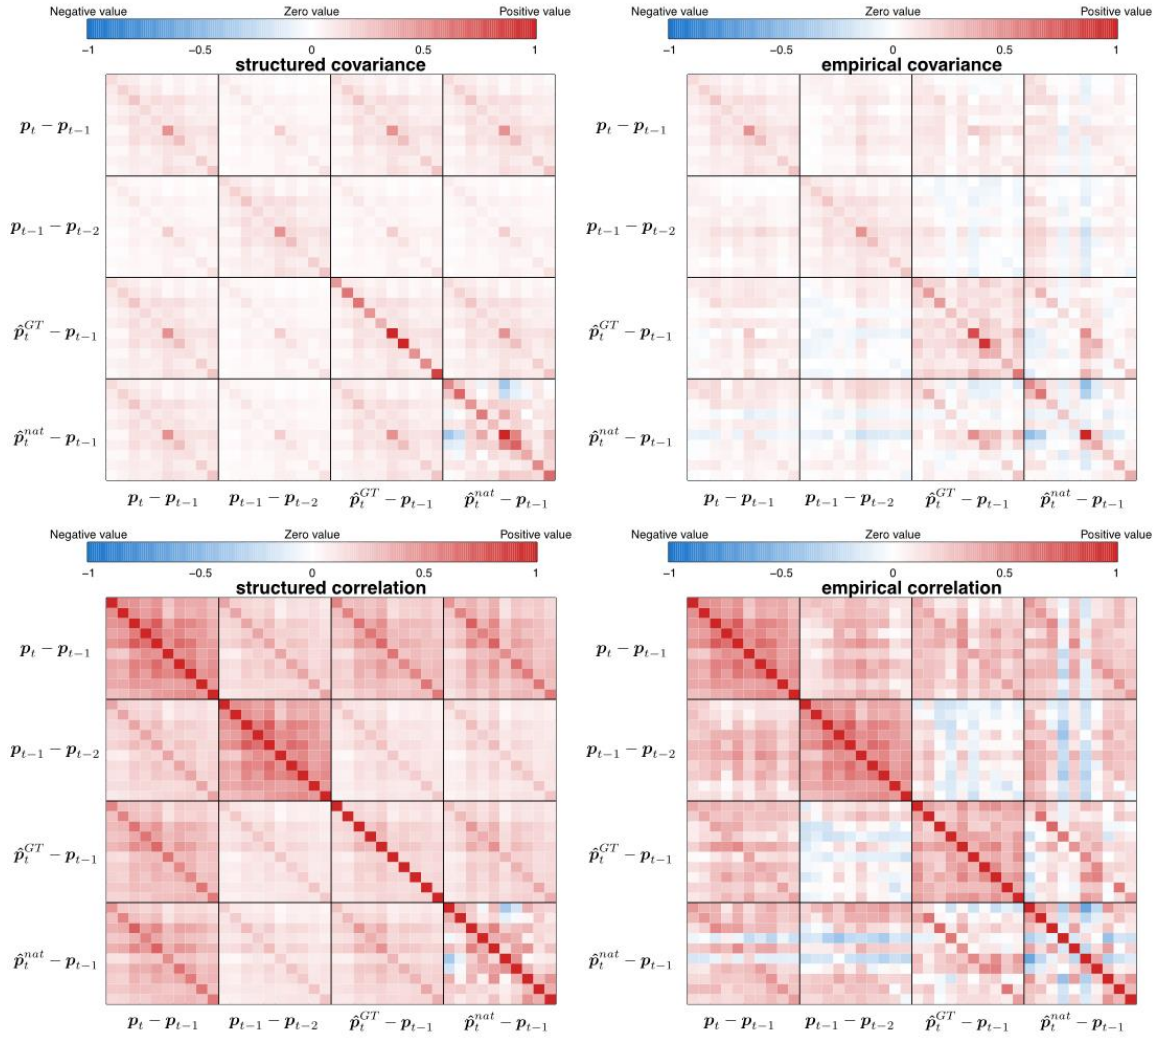 Negative value Zero value Positive value
−1 −0.5 0 0.5 1
structured covariance
p_t − p_{t−1}
p_{t−1} − p_{t−2}
p̂_t^{GT} − p_{t−1}
p̂_t^{nat} − p_{t−1}
p_t − p_{t−1} p_{t−1} − p_{t−2} p̂_t^{GT} − p_{t−1} p̂_t^{nat} − p_{t−1}
Negative value Zero value Positive value
−1 −0.5 0 0.5 1
empirical covariance
p_t − p_{t−1}
p_{t−1} − p_{t−2}
p̂_t^{GT} − p_{t−1}
p̂_t^{nat} − p_{t−1}
p_t − p_{t−1} p_{t−1} − p_{t−2} p̂_t^{GT} − p_{t−1} p̂_t^{nat} − p_{t−1}
Negative value Zero value Positive value
−1 −0.5 0 0.5 1
structured correlation
p_t − p_{t−1}
p_{t−1} − p_{t−2}
p̂_t^{GT} − p_{t−1}
p̂_t^{nat} − p_{t−1}
p_t − p_{t−1} p_{t−1} − p_{t−2} p̂_t^{GT} − p_{t−1} p̂_t^{nat} − p_{t−1}
Negative value Zero value Positive value
−1 −0.5 0 0.5 1
empirical correlation
p_t − p_{t−1}
p_{t−1} − p_{t−2}
p̂_t^{GT} − p_{t−1}
p̂_t^{nat} − p_{t−1}
p_t − p_{t−1} p_{t−1} − p_{t−2} p̂_t^{GT} − p_{t−1} p̂_t^{nat} − p_{t−1}